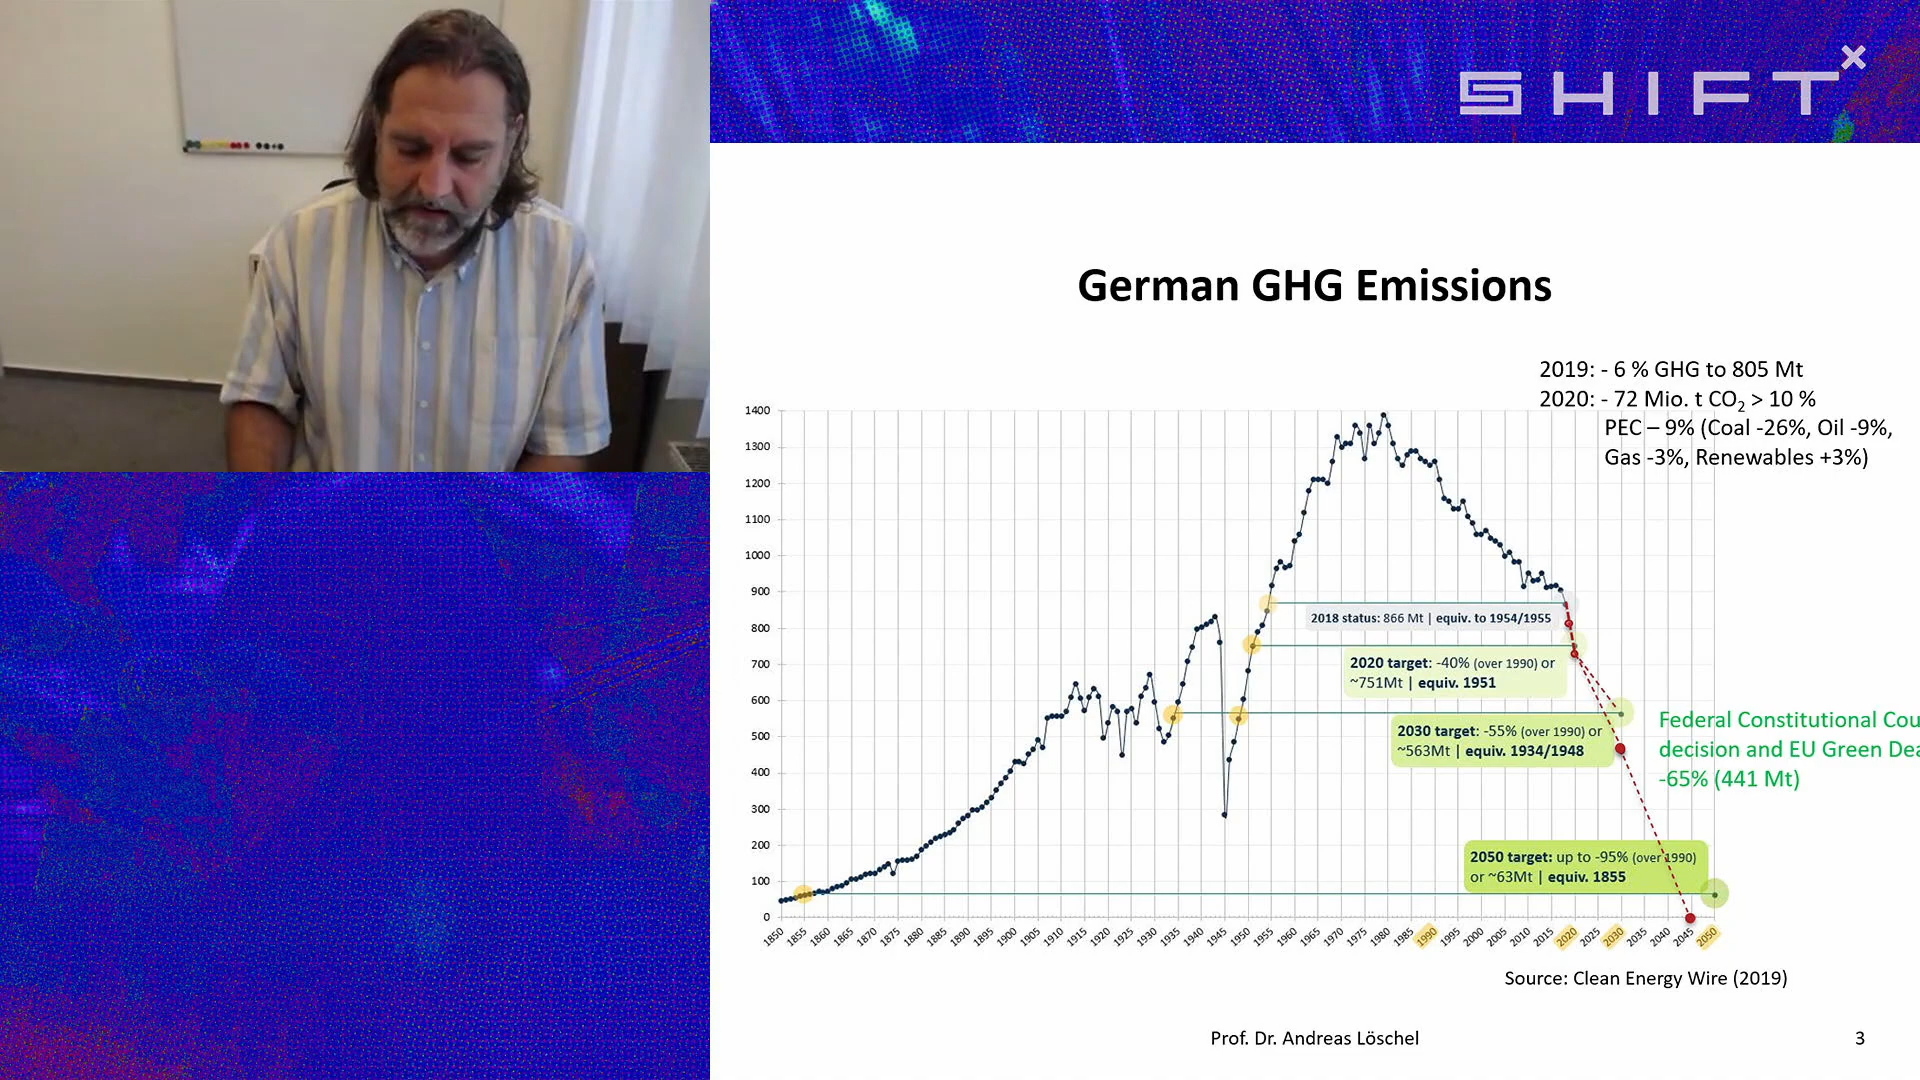 SHIFT×
German GHG Emissions
2019: - 6 % GHG to 805 Mt
2020: - 72 Mio. t CO₂ > 10 %
PEC – 9% (Coal -26%, Oil -9%,
Gas -3%, Renewables +3%)
1400
1300
1200
1100
1000
900
800
700
600
500
400
300
200
100
0
2018 status: 866 Mt | equiv. to 1954/1955
2020 target: -40% (over 1990) or
~751Mt | equiv. 1951
2030 target: -55% (over 1990) or
~563Mt | equiv. 1934/1948
Federal Constitutional Cou
decision and EU Green Dea
-65% (441 Mt)
2050 target: up to -95% (over 1990)
or ~63Mt | equiv. 1855
1850 1855 1860 1865 1870 1875 1880 1885 1890 1895 1900 1905 1910 1915 1920 1925 1930 1935 1940 1945 1950 1955 1960 1965 1970 1975 1980 1985 1990 1995 2000 2005 2010 2015 2020 2025 2030 2035 2040 2045 2050
Source: Clean Energy Wire (2019)
Prof. Dr. Andreas Löschel
3